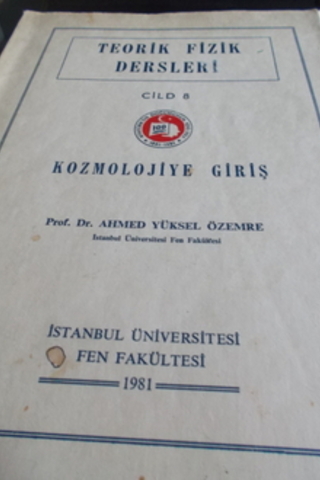 TEORİK FİZİK
DERSLERİ
CİLD 8
KOZMOLOJİYE GİRİŞ
Prof. Dr. AHMED YÜKSEL ÖZEMRE
İstanbul Üniversitesi Fen Fakültesi
İSTANBUL ÜNİVERSİTESİ
FEN FAKÜLTESİ
1981